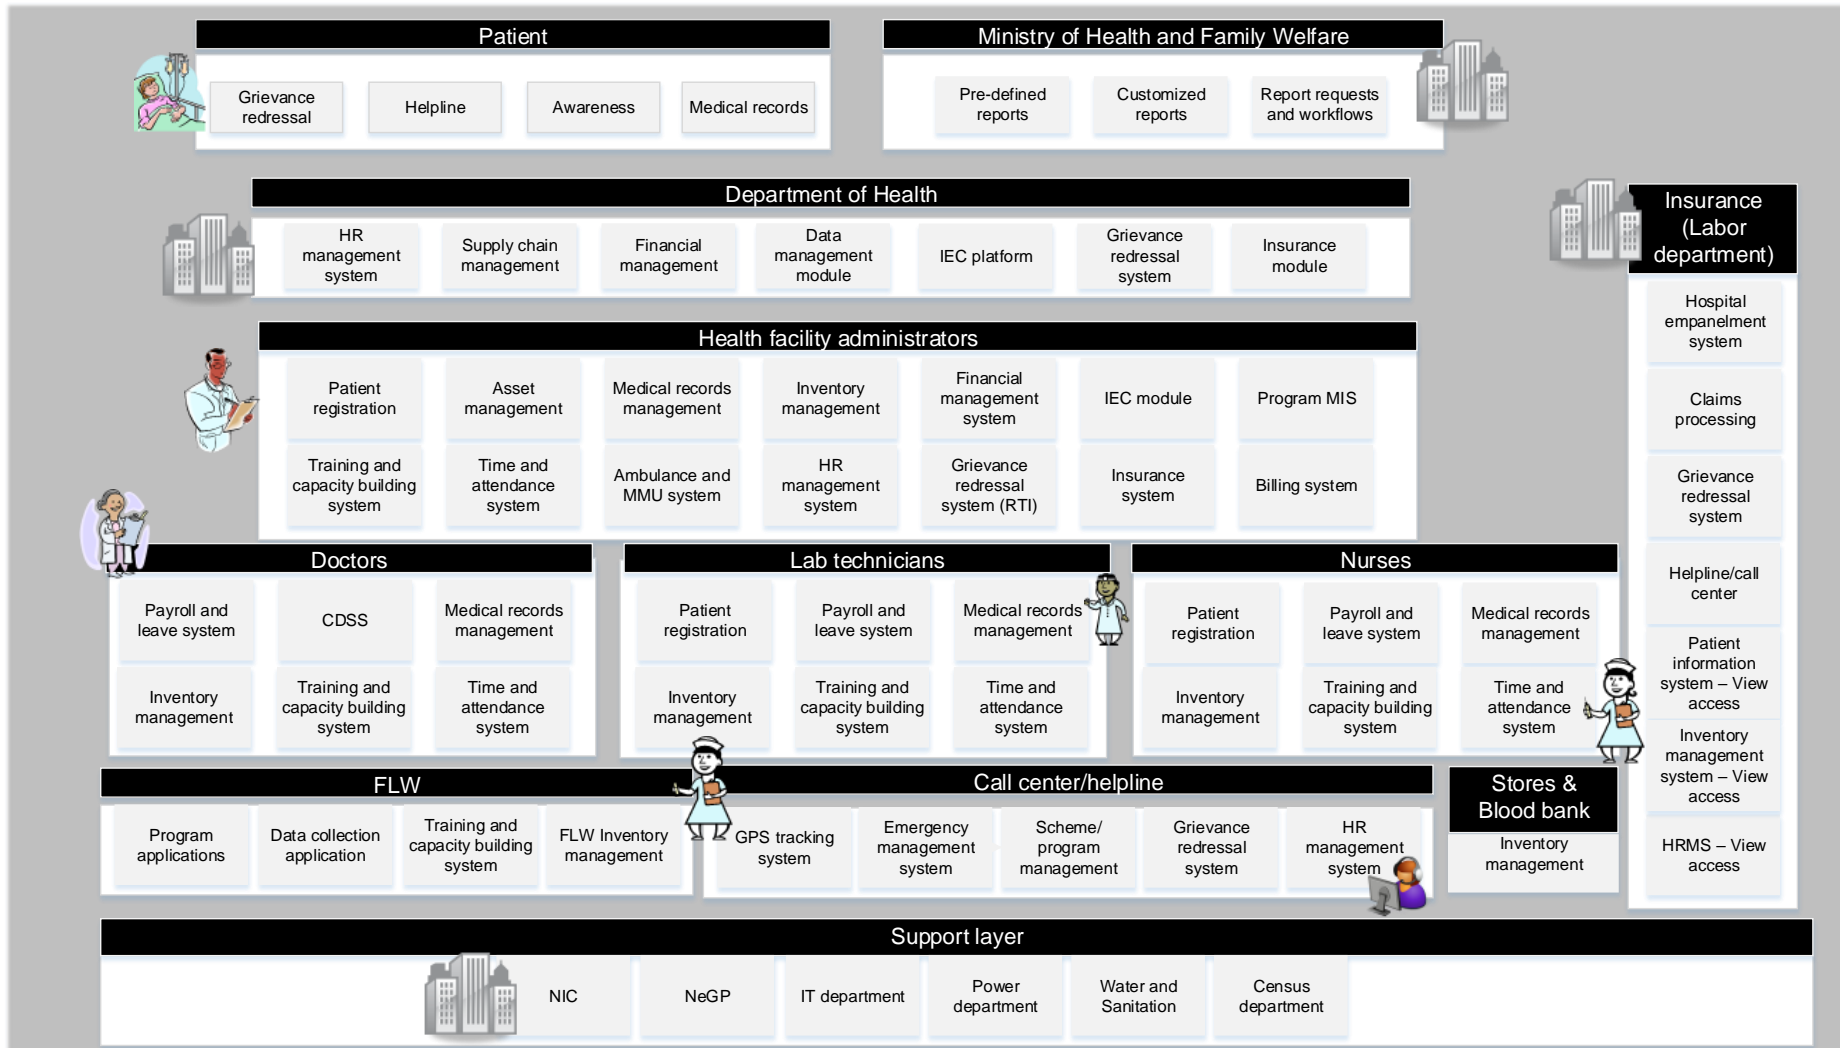 Patient
Grievance
redressal
Helpline
Awareness
Medical records
Ministry of Health and Family Welfare
Pre-defined
reports
Customized
reports
Report requests
and workflows
Department of Health
HR
management
system
Supply chain
management
Financial
management
Data
management
module
IEC platform
Grievance
redressal
system
Insurance
module
Insurance
(Labor
department)
Hospital
empanelment
system
Claims
processing
Grievance
redressal
system
Helpline/call
center
Patient
information
system – View
access
Inventory
management
system – View
access
HRMS – View
access
Health facility administrators
Patient
registration
Asset
management
Medical records
management
Inventory
management
Financial
management
system
IEC module
Program MIS
Training and
capacity building
system
Time and
attendance
system
Ambulance and
MMU system
HR
management
system
Grievance
redressal
system (RTI)
Insurance
system
Billing system
Doctors
Payroll and
leave system
CDSS
Medical records
management
Inventory
management
Training and
capacity building
system
Time and
attendance
system
Lab technicians
Patient
registration
Payroll and
leave system
Medical records
management
Inventory
management
Training and
capacity building
system
Time and
attendance
system
Nurses
Patient
registration
Payroll and
leave system
Medical records
management
Inventory
management
Training and
capacity building
system
Time and
attendance
system
FLW
Program
applications
Data collection
application
Training and
capacity building
system
FLW Inventory
management
Call center/helpline
GPS tracking
system
Emergency
management
system
Scheme/
program
management
Grievance
redressal
system
HR
management
system
Stores &
Blood bank
Inventory
management
Support layer
NIC
NeGP
IT department
Power
department
Water and
Sanitation
Census
department